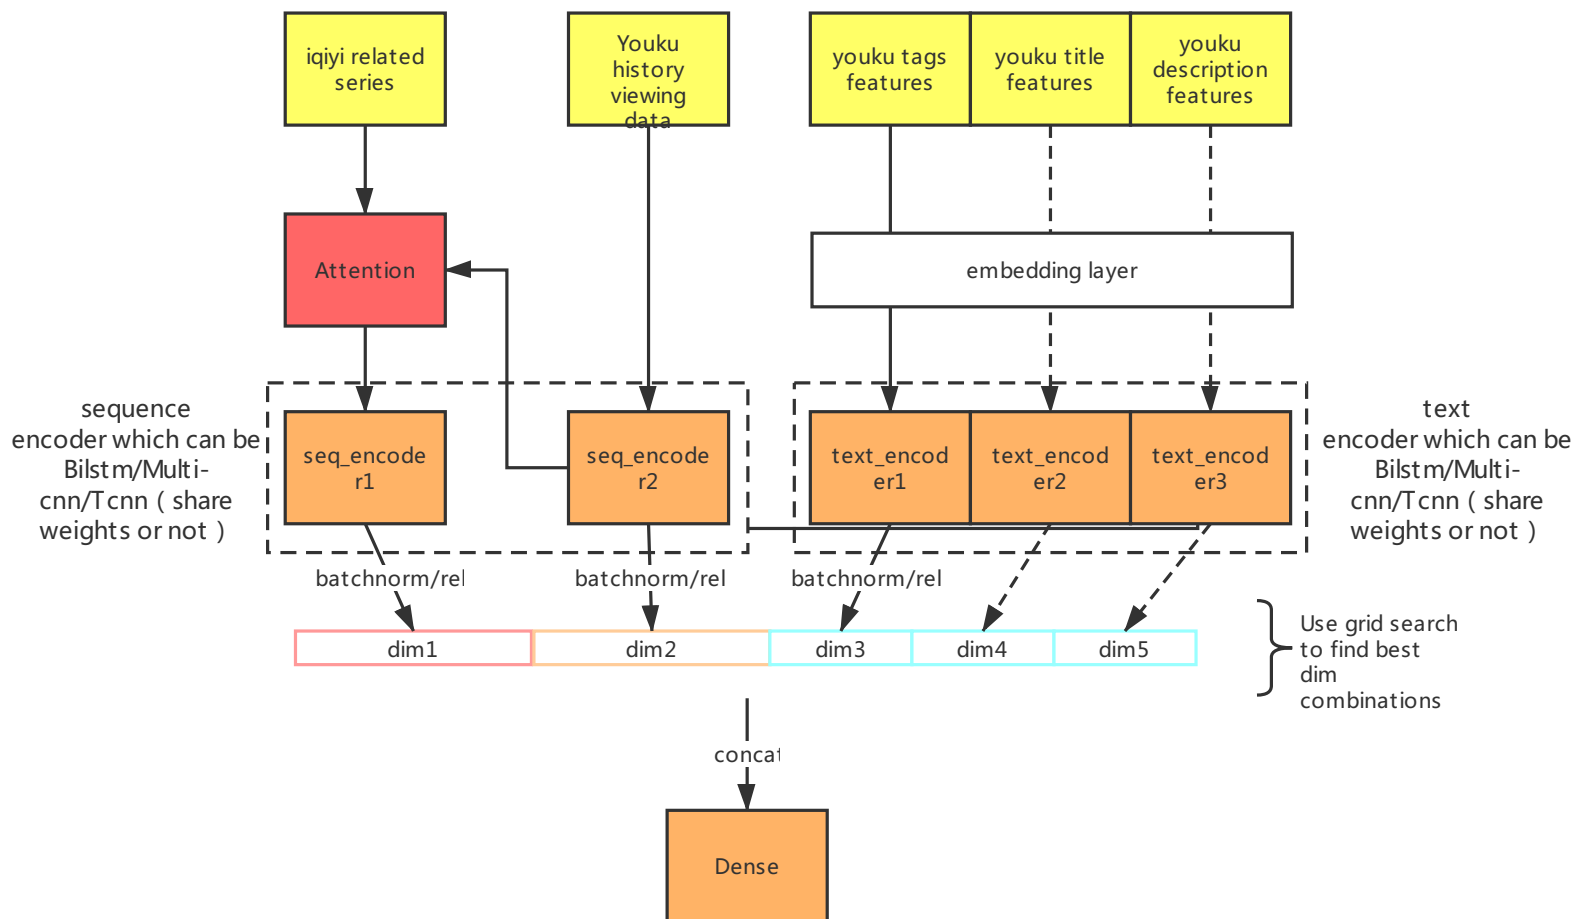 iqiyi related
series
Youku
history
viewing
data
youku tags
features
youku title
features
youku
description
features
Attention
embedding layer
sequence
encoder which can be
Bilstm/Multi-
cnn/Tcnn ( share
weights or not )
seq_encode
r1
seq_encode
r2
text_encod
er1
text_encod
er2
text_encod
er3
text
encoder which can be
Bilstm/Multi-
cnn/Tcnn ( share
weights or not )
batchnorm/rel
batchnorm/rel
batchnorm/rel
dim1
dim2
dim3
dim4
dim5
Use grid search
to find best
dim
combinations
concat
Dense